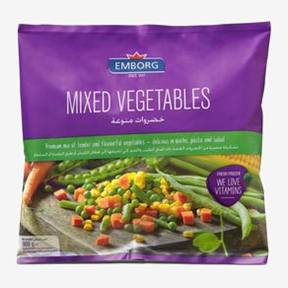 EMBORG
SINCE 1947
MIXED VEGETABLES
خضروات منوعة
Premium mix of tender and flavourful vegetables – delicious in quiche, pasta and salad
FRESH FROZEN
WE LOVE
VITAMINS